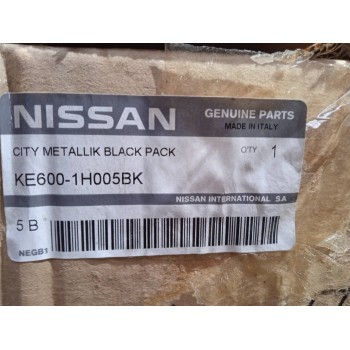 NISSAN
GENUINE PARTS
MADE IN ITALY
CITY METALLIK BLACK PACK
QTY 1
KE600-1H005BK
NISSAN INTERNATIONAL SA
5 B
NEGB1